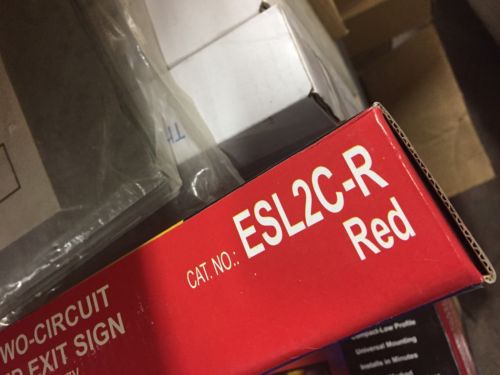 CAT. NO.: ESL2C-R
Red
WO-CIRCUIT
EXIT SIGN
Compact-Low Profile
Universal Mounting
Installs in Minutes